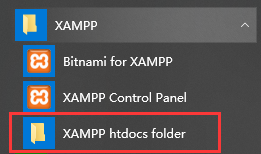 XAMPP
Bitnami for XAMPP
XAMPP Control Panel
XAMPP htdocs folder